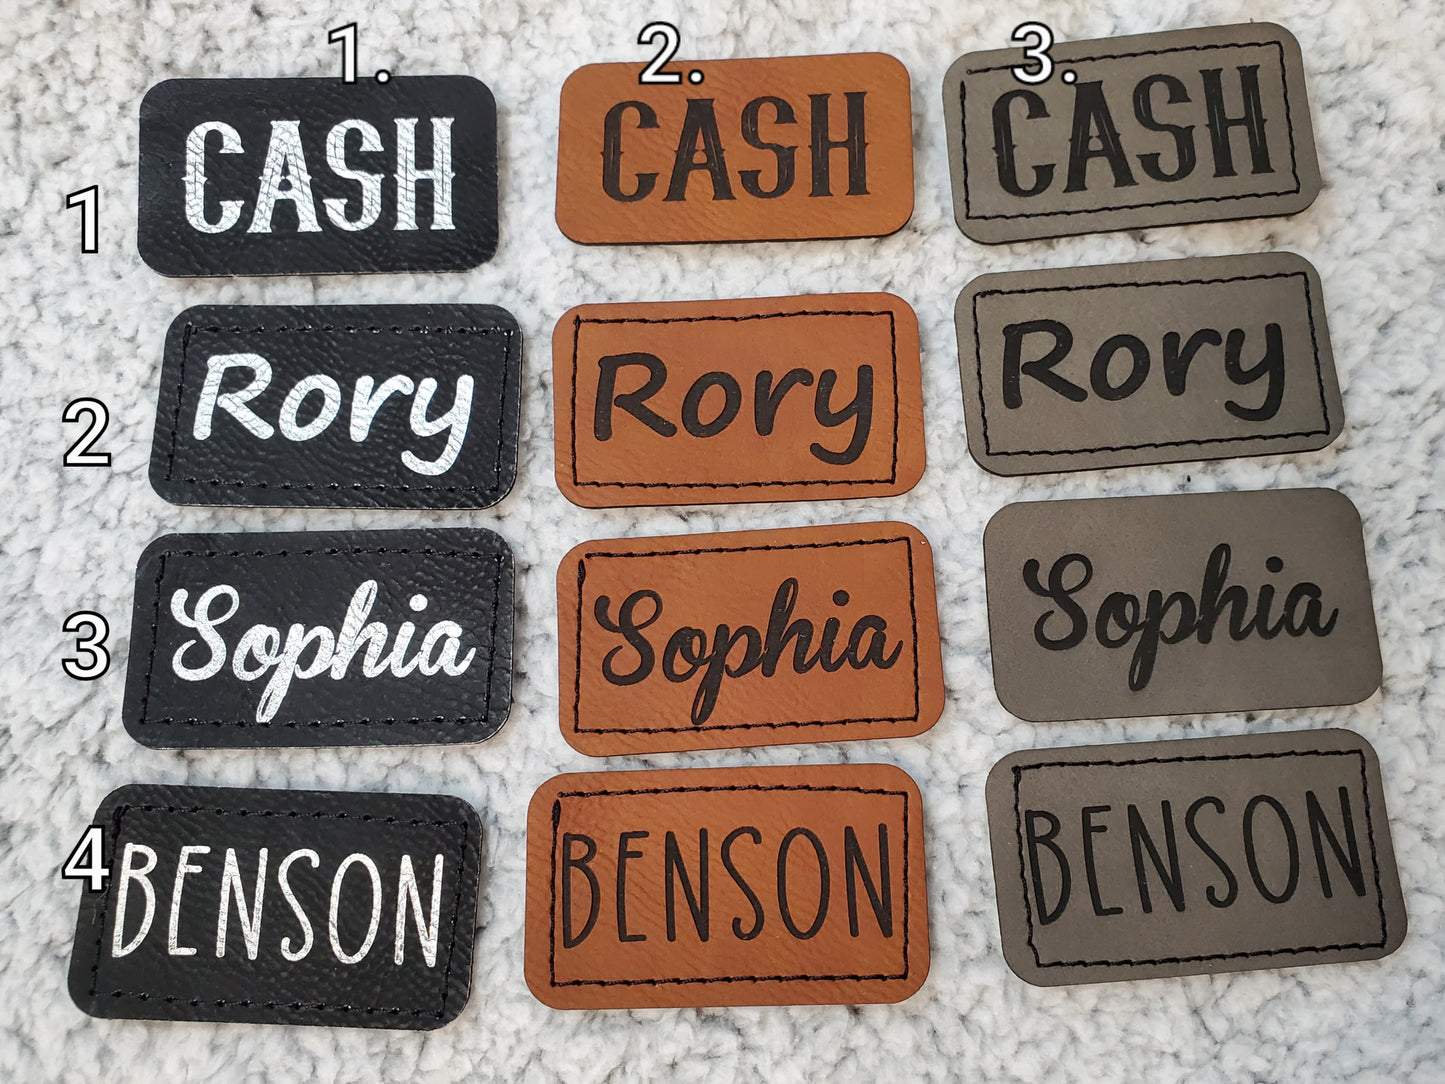 1. 2. 3.
1 CASH CASH CASH
2 Rory Rory Rory
3 Sophia Sophia Sophia
4 BENSON BENSON BENSON